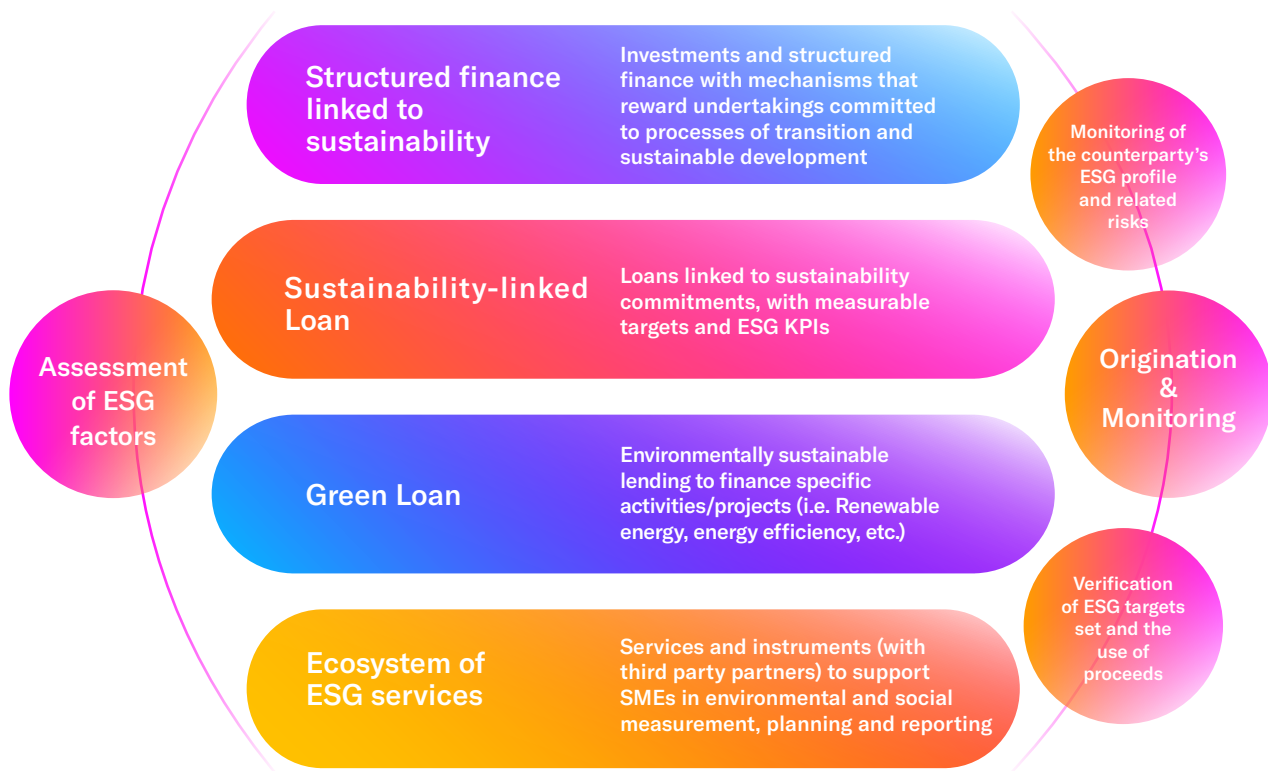 Structured finance
linked to
sustainability
Investments and structured
finance with mechanisms that
reward undertakings committed
to processes of transition and
sustainable development
Sustainability-linked
Loan
Loans linked to sustainability
commitments, with measurable
targets and ESG KPIs
Green Loan
Environmentally sustainable
lending to finance specific
activities/projects (i.e. Renewable
energy, energy efficiency, etc.)
Ecosystem of
ESG services
Services and instruments (with
third party partners) to support
SMEs in environmental and social
measurement, planning and reporting
Assessment
of ESG
factors
Monitoring of
the counterparty’s
ESG profile
and related
risks
Origination
&
Monitoring
Verification
of ESG targets
set and the
use of
proceeds